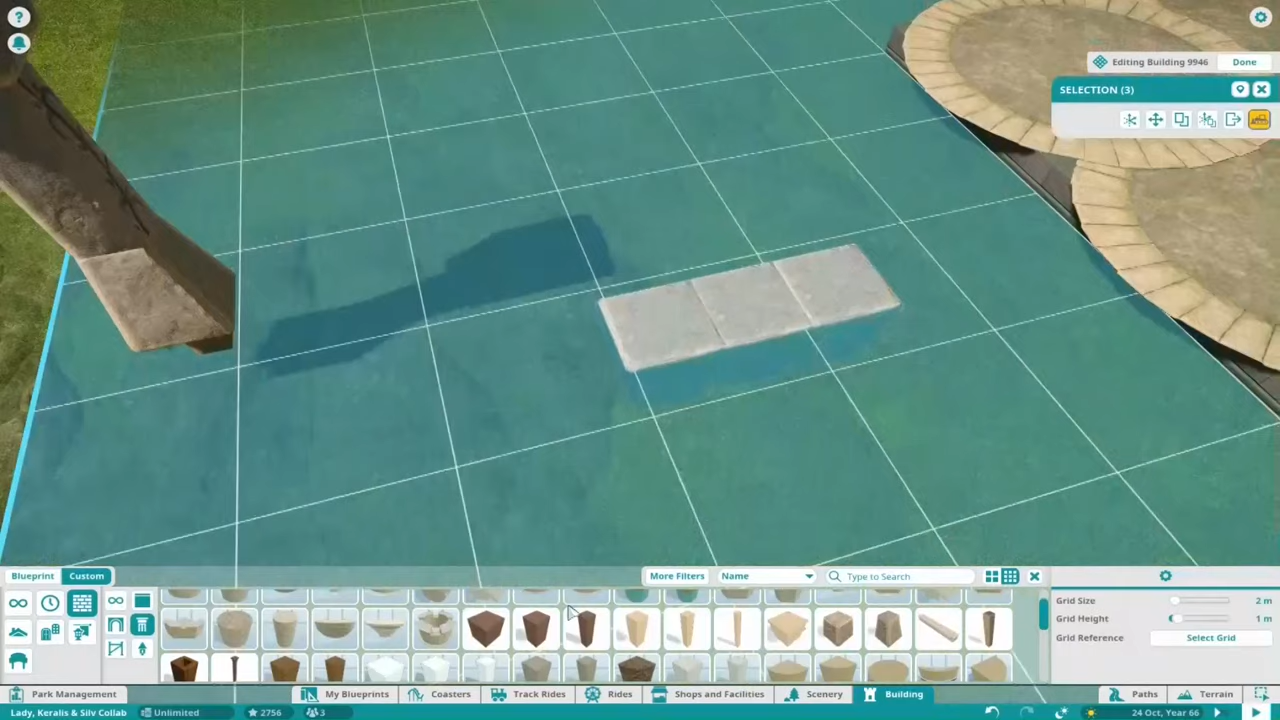 ?
Editing Building 9946
Done
SELECTION (3)
Blueprint
Custom
More Filters
Name
Type to Search
Grid Size
2 m
Grid Height
1 m
Grid Reference
Select Grid
Park Management
My Blueprints
Coasters
Track Rides
Rides
Shops and Facilities
Scenery
Building
Paths
Terrain
Lady, Keralis & Silv Collab
Unlimited
2756
3
24 Oct, Year 66